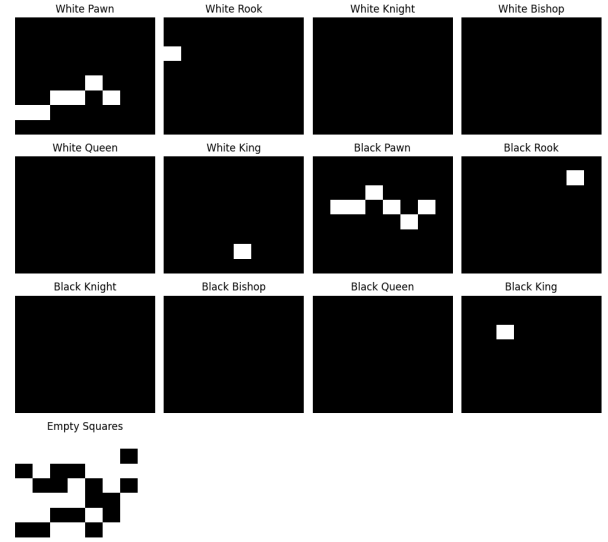 White Pawn White Rook White Knight White Bishop
White Queen White King Black Pawn Black Rook
Black Knight Black Bishop Black Queen Black King
Empty Squares